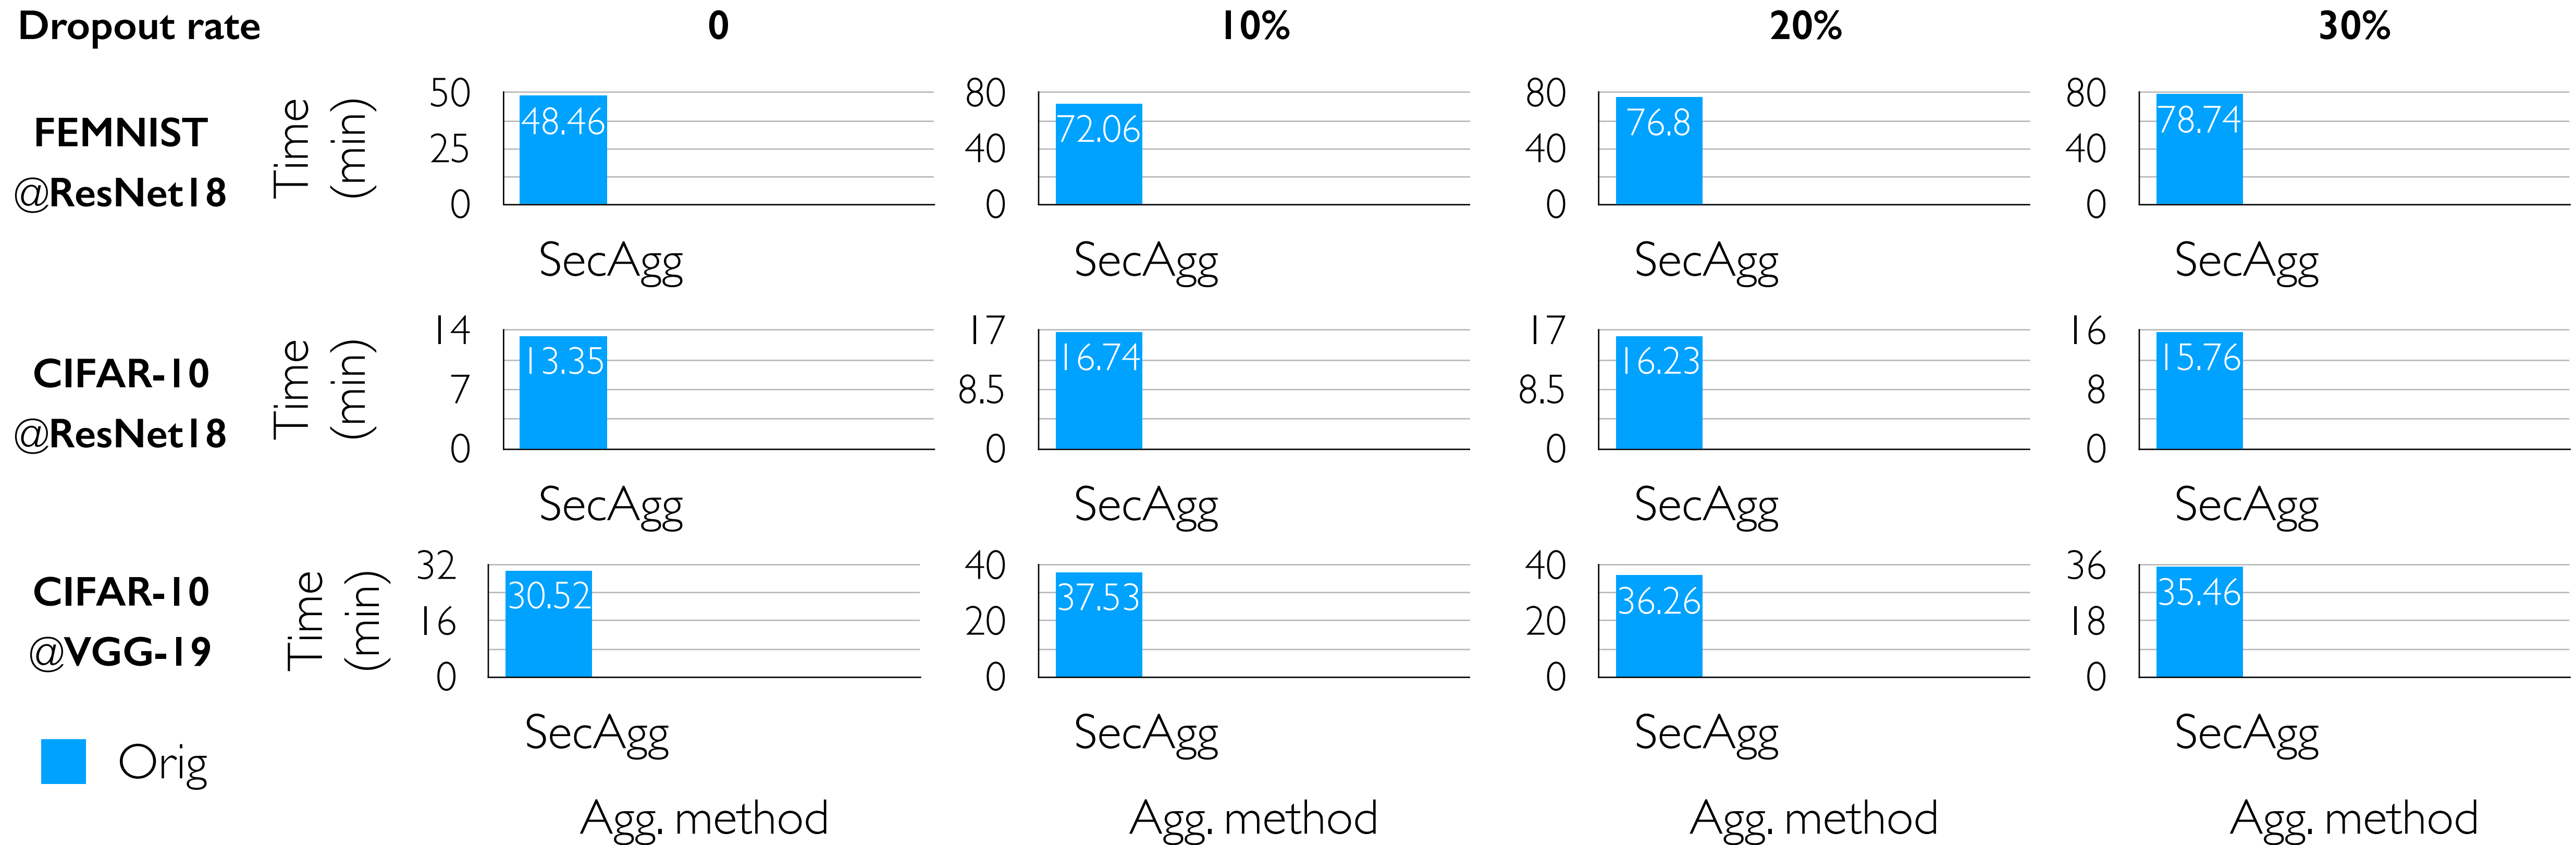 Dropout rate 0 10% 20% 30%
FEMNIST
@ResNet18
Time
(min)
50
25
0
48.46
SecAgg
80
40
0
72.06
SecAgg
80
40
0
76.8
SecAgg
80
40
0
78.74
SecAgg
CIFAR-10
@ResNet18
Time
(min)
14
7
0
13.35
SecAgg
17
8.5
0
16.74
SecAgg
17
8.5
0
16.23
SecAgg
16
8
0
15.76
SecAgg
CIFAR-10
@VGG-19
Time
(min)
32
16
0
30.52
SecAgg
40
20
0
37.53
SecAgg
40
20
0
36.26
SecAgg
36
18
0
35.46
SecAgg
Orig
Agg. method Agg. method Agg. method Agg. method